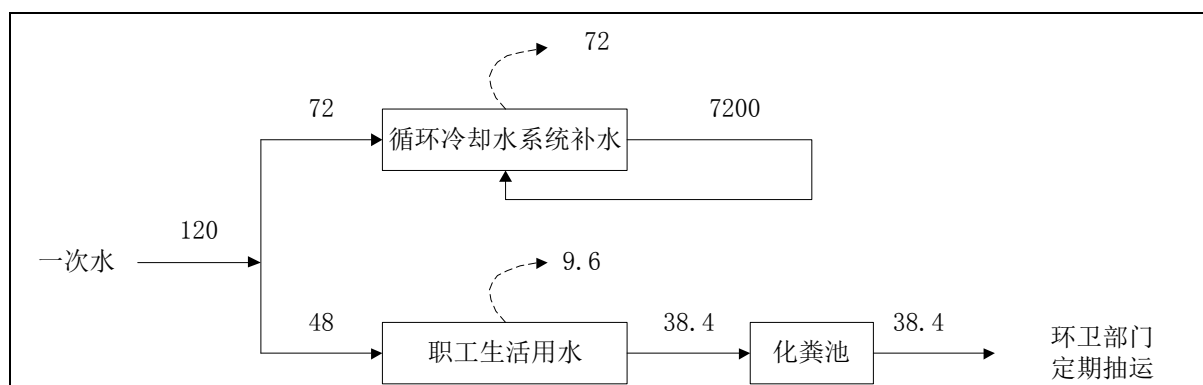 72
72
循环冷却水系统补水
7200
120
一次水
9.6
48
职工生活用水
38.4
化粪池
38.4
环卫部门
定期抽运